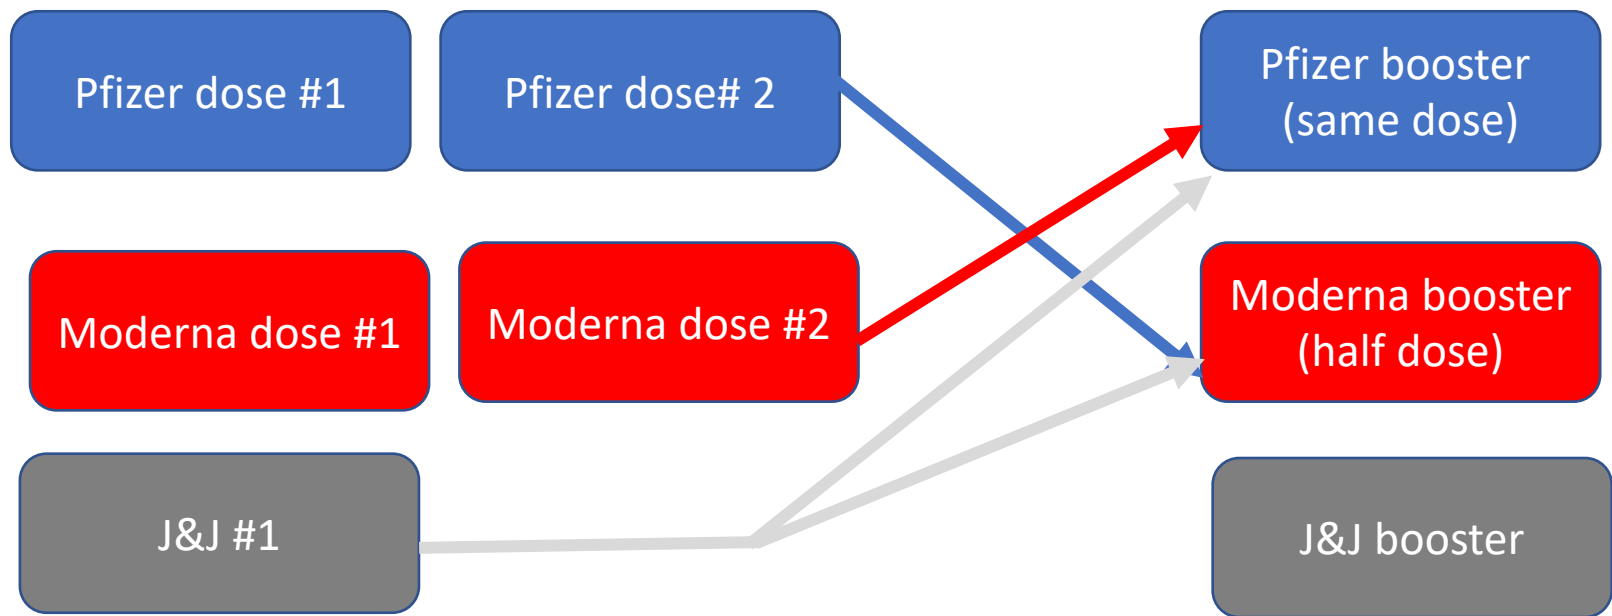 Pfizer dose #1
Pfizer dose# 2
Pfizer booster
(same dose)
Moderna dose #1
Moderna dose #2
Moderna booster
(half dose)
J&J #1
J&J booster